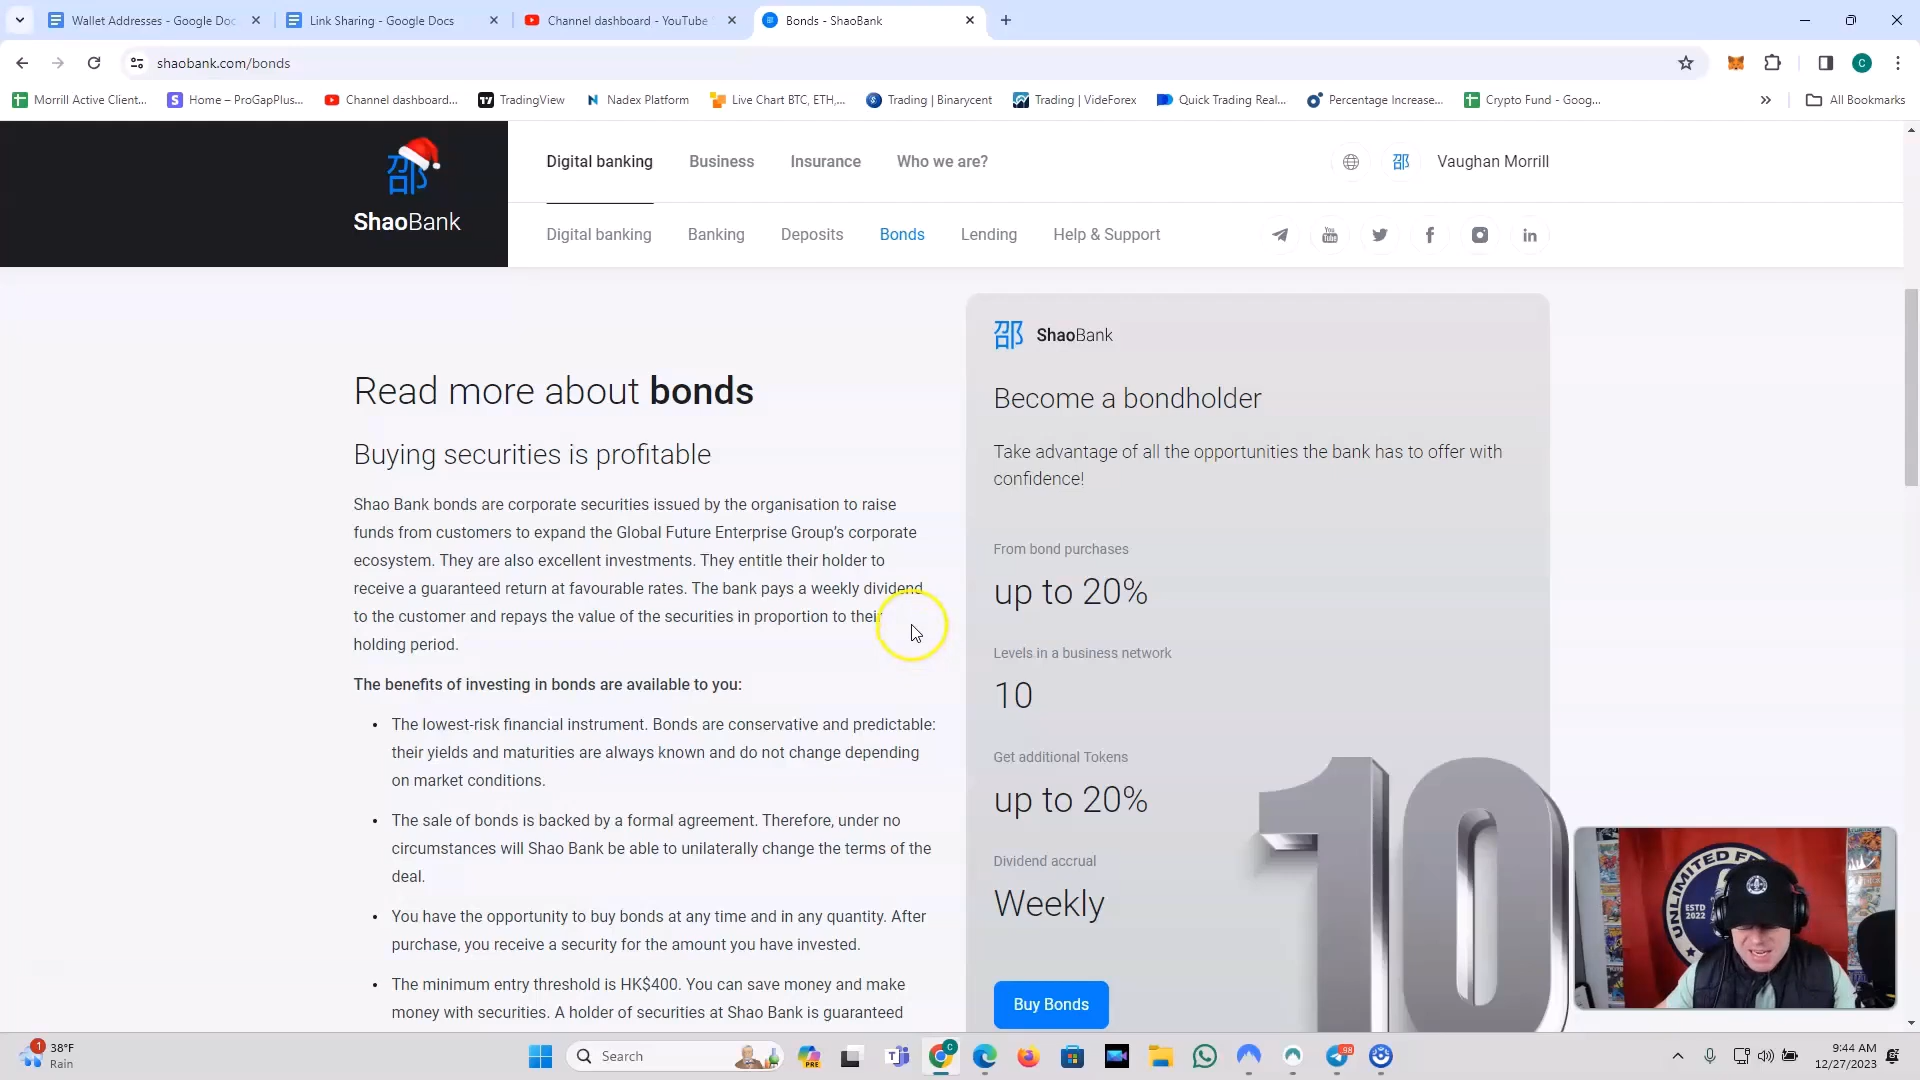 Wallet Addresses - Google Doc
Link Sharing - Google Docs
Channel dashboard - YouTube
Bonds - ShaoBank
shaobank.com/bonds
C
Morrill Active Client...
Home – ProGapPlus...
Channel dashboard...
TradingView
Nadex Platform
Live Chart BTC, ETH,...
Trading | Binarycent
Trading | VideForex
Quick Trading Real...
Percentage Increase...
Crypto Fund - Goog...
All Bookmarks
邵
ShaoBank
Digital banking
Business
Insurance
Who we are?
邵
Vaughan Morrill
Digital banking
Banking
Deposits
Bonds
Lending
Help & Support
Read more about bonds
Buying securities is profitable
Shao Bank bonds are corporate securities issued by the organisation to raise
funds from customers to expand the Global Future Enterprise Group’s corporate
ecosystem. They are also excellent investments. They entitle their holder to
receive a guaranteed return at favourable rates. The bank pays a weekly dividend
to the customer and repays the value of the securities in proportion to their
holding period.
The benefits of investing in bonds are available to you:
• The lowest-risk financial instrument. Bonds are conservative and predictable:
their yields and maturities are always known and do not change depending
on market conditions.
• The sale of bonds is backed by a formal agreement. Therefore, under no
circumstances will Shao Bank be able to unilaterally change the terms of the
deal.
• You have the opportunity to buy bonds at any time and in any quantity. After
purchase, you receive a security for the amount you have invested.
• The minimum entry threshold is HK$400. You can save money and make
money with securities. A holder of securities at Shao Bank is guaranteed
邵 ShaoBank
Become a bondholder
Take advantage of all the opportunities the bank has to offer with
confidence!
From bond purchases
up to 20%
Levels in a business network
10
Get additional Tokens
up to 20%
Dividend accrual
Weekly
Buy Bonds
10
UNLIMITED F
ESTD
2022
1
38°F
Rain
Search
PRE
C
98
9:44 AM
12/27/2023